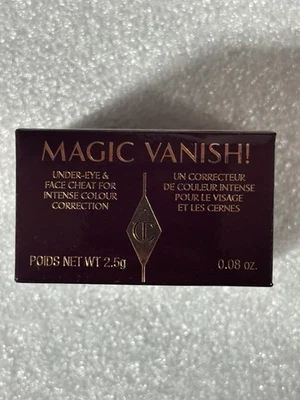 MAGIC VANISH!
UNDER-EYE &
FACE CHEAT FOR
INTENSE COLOUR
CORRECTION
UN CORRECTEUR
DE COULEUR INTENSE
POUR LE VISAGE
ET LES CERNES
POIDS NET WT 2.5g
0.08 oz.